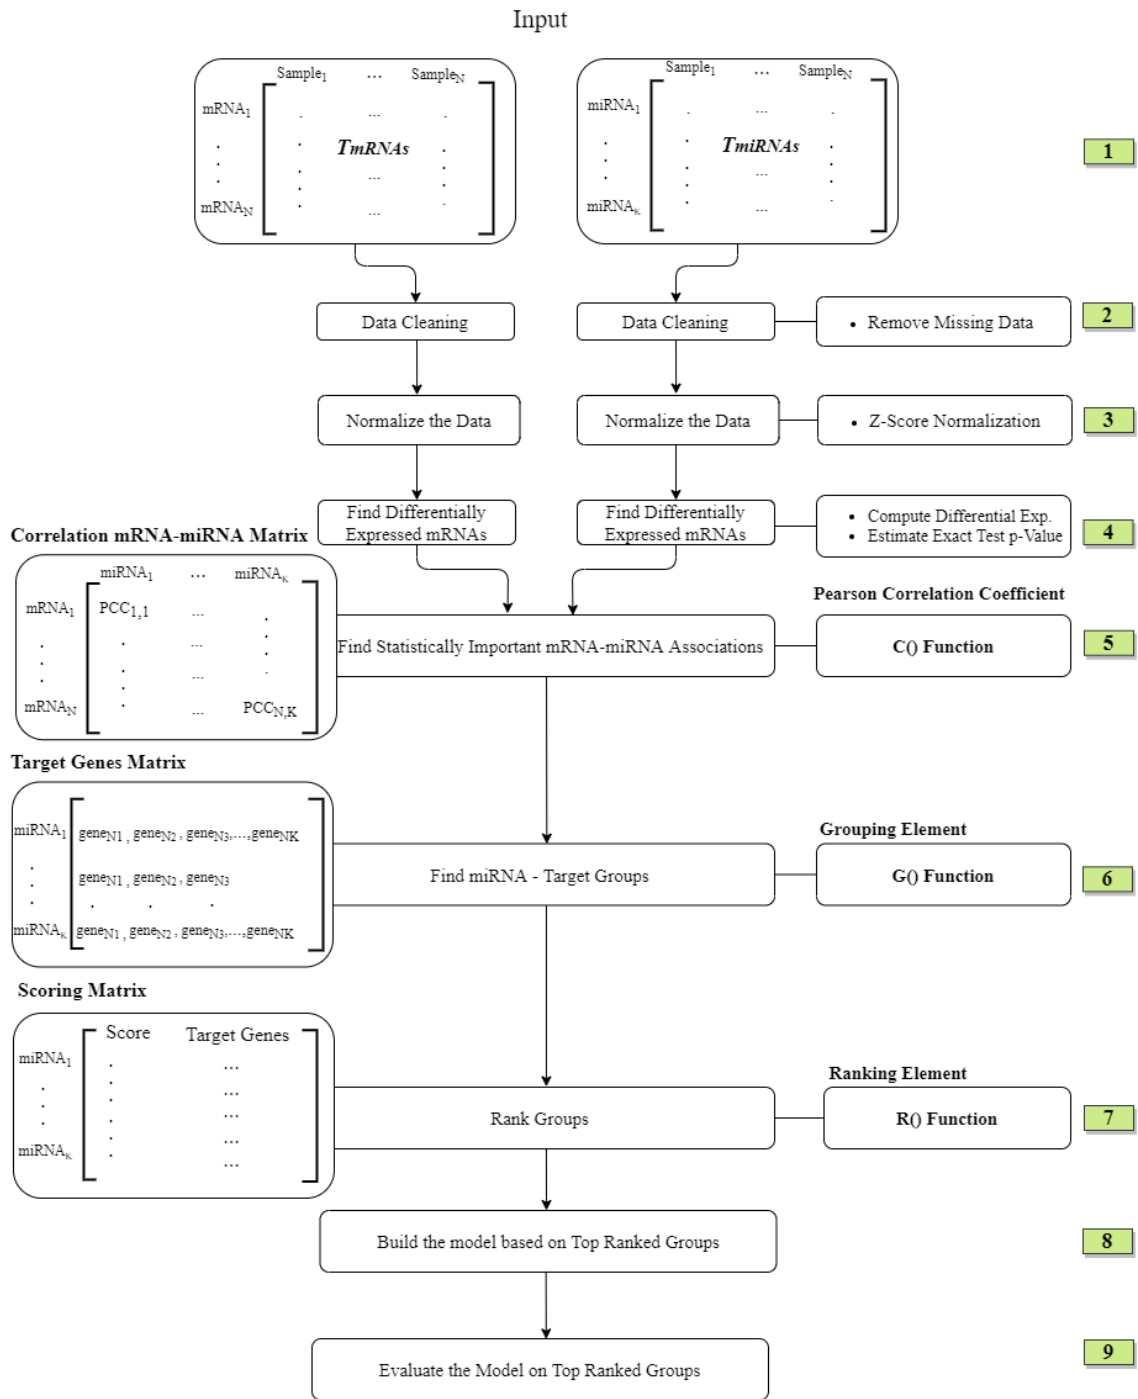 Input
Sample1 ... SampleN
mRNA1
TmRNAs
mRNAN
Sample1 ... SampleN
miRNA1
TmiRNAs
miRNAK
1
Data Cleaning
Data Cleaning
• Remove Missing Data
2
Normalize the Data
Normalize the Data
• Z-Score Normalization
3
Find Differentially
Expressed mRNAs
Find Differentially
Expressed mRNAs
• Compute Differential Exp.
• Estimate Exact Test p-Value
4
Correlation mRNA-miRNA Matrix
miRNA1 ... miRNAK
mRNA1 PCC1,1 ...
...
mRNAN ... PCCN,K
Find Statistically Important mRNA-miRNA Associations
Pearson Correlation Coefficient
C() Function
5
Target Genes Matrix
miRNA1 geneN1 , geneN2 , geneN3,...,geneNK
geneN1 , geneN2 , geneN3
miRNAK geneN1 , geneN2 , geneN3,...,geneNK
Find miRNA - Target Groups
Grouping Element
G() Function
6
Scoring Matrix
Score Target Genes
miRNA1 ...
...
...
...
miRNAK ...
Rank Groups
Ranking Element
R() Function
7
Build the model based on Top Ranked Groups
8
Evaluate the Model on Top Ranked Groups
9